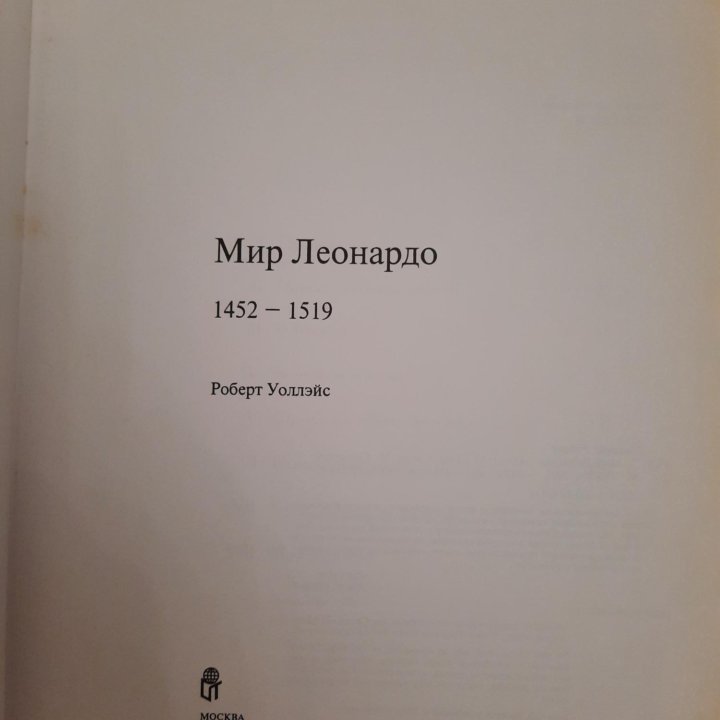 Мир Леонардо
1452 – 1519
Роберт Уоллэйс
МОСКВА